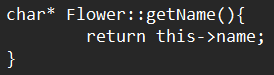 char* Flower::getName(){
        return this->name;
}